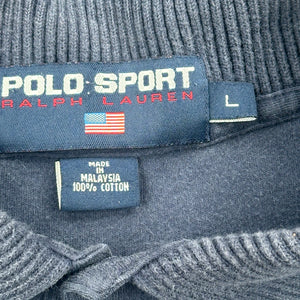 POLO SPORT
RALPH LAUREN
L
MADE
IN
MALAYSIA
100% COTTON